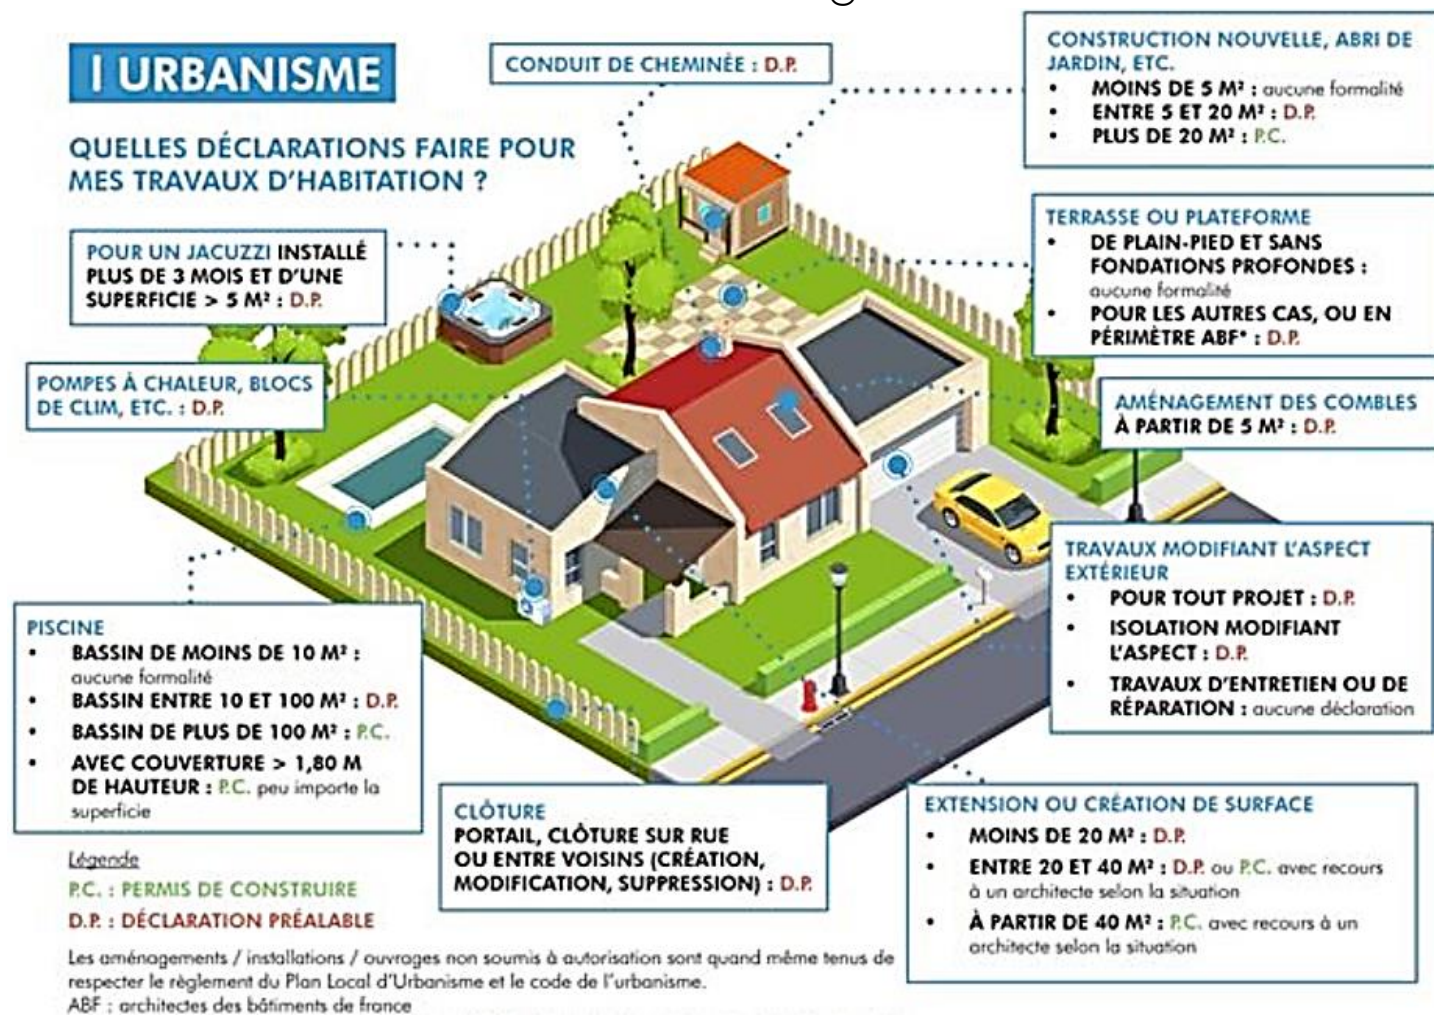 I URBANISME
QUELLES DÉCLARATIONS FAIRE POUR
MES TRAVAUX D'HABITATION ?
CONDUIT DE CHEMINÉE : D.P.
CONSTRUCTION NOUVELLE, ABRI DE
JARDIN, ETC.
• MOINS DE 5 M² : aucune formalité
• ENTRE 5 ET 20 M² : D.P.
• PLUS DE 20 M² : P.C.
POUR UN JACUZZI INSTALLÉ
PLUS DE 3 MOIS ET D'UNE
SUPERFICIE > 5 M² : D.P.
TERRASSE OU PLATEFORME
• DE PLAIN-PIED ET SANS
FONDATIONS PROFONDES :
aucune formalité
• POUR LES AUTRES CAS, OU EN
PÉRIMÈTRE ABF* : D.P.
POMPES À CHALEUR, BLOCS
DE CLIM, ETC. : D.P.
AMÉNAGEMENT DES COMBLES
À PARTIR DE 5 M² : D.P.
TRAVAUX MODIFIANT L'ASPECT
EXTÉRIEUR
• POUR TOUT PROJET : D.P.
• ISOLATION MODIFIANT
L'ASPECT : D.P.
• TRAVAUX D'ENTRETIEN OU DE
RÉPARATION : aucune déclaration
PISCINE
• BASSIN DE MOINS DE 10 M² :
aucune formalité
• BASSIN ENTRE 10 ET 100 M² : D.P.
• BASSIN DE PLUS DE 100 M² : P.C.
• AVEC COUVERTURE > 1,80 M
DE HAUTEUR : P.C. peu importe la
superficie
CLÔTURE
PORTAIL, CLÔTURE SUR RUE
OU ENTRE VOISINS (CRÉATION,
MODIFICATION, SUPPRESSION) : D.P.
EXTENSION OU CRÉATION DE SURFACE
• MOINS DE 20 M² : D.P.
• ENTRE 20 ET 40 M² : D.P. ou P.C. avec recours
à un architecte selon la situation
• À PARTIR DE 40 M² : P.C. avec recours à un
architecte selon la situation
Légende
P.C. : PERMIS DE CONSTRUIRE
D.P. : DÉCLARATION PRÉALABLE
Les aménagements / installations / ouvrages non soumis à autorisation sont quand même tenus de
respecter le règlement du Plan Local d'Urbanisme et le code de l'urbanisme.
ABF : architectes des bâtiments de france